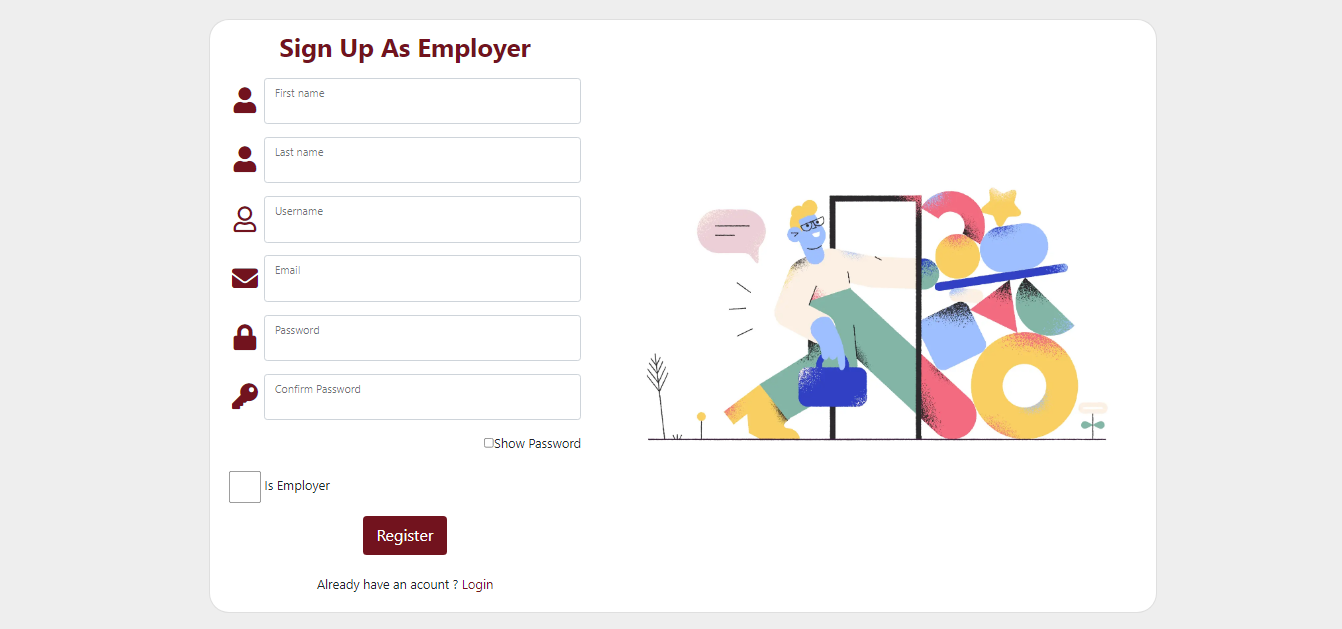 Sign Up As Employer
First name
Last name
Username
Email
Password
Confirm Password
Show Password
Is Employer
Register
Already have an acount ? Login